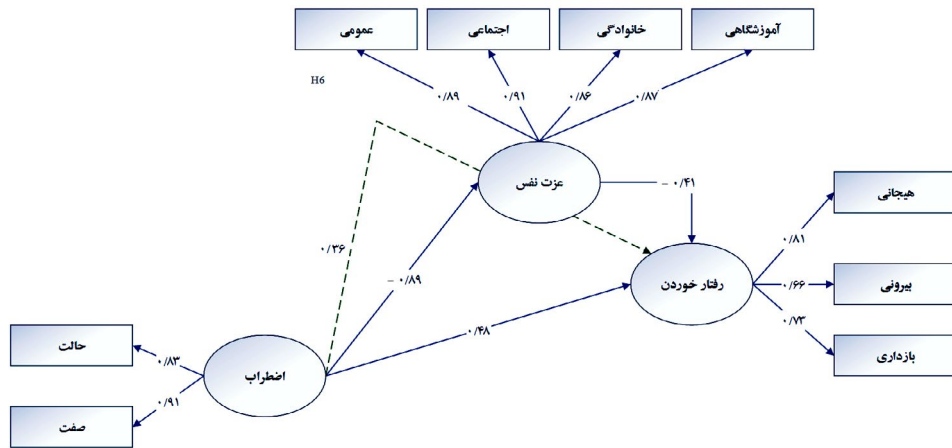 آموزشگاهی
خانوادگی
اجتماعی
عمومی
H6
۰/۸۹
۰/۹۱
۰/۸۶
۰/۸۷
عزت نفس
– ۰/۴۱
هیجانی
۰/۸۱
۰/۳۶
– ۰/۸۹
رفتار خوردن
۰/۶۶
بیرونی
۰/۷۳
بازداری
۰/۴۸
حالت
۰/۸۳
اضطراب
۰/۹۱
صفت